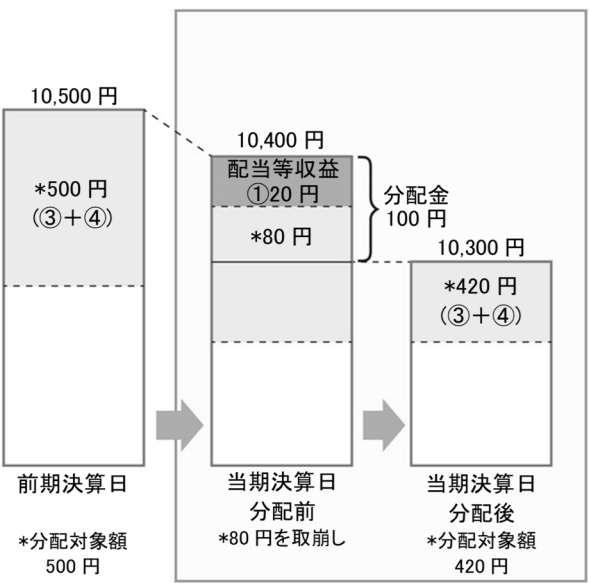 10,500 円
*500 円
(③＋④)
前期決算日
*分配対象額
500 円
10,400 円
配当等収益
①20 円
*80 円
分配金
100 円
当期決算日
分配前
*80 円を取崩し
10,300 円
*420 円
(③＋④)
当期決算日
分配後
*分配対象額
420 円